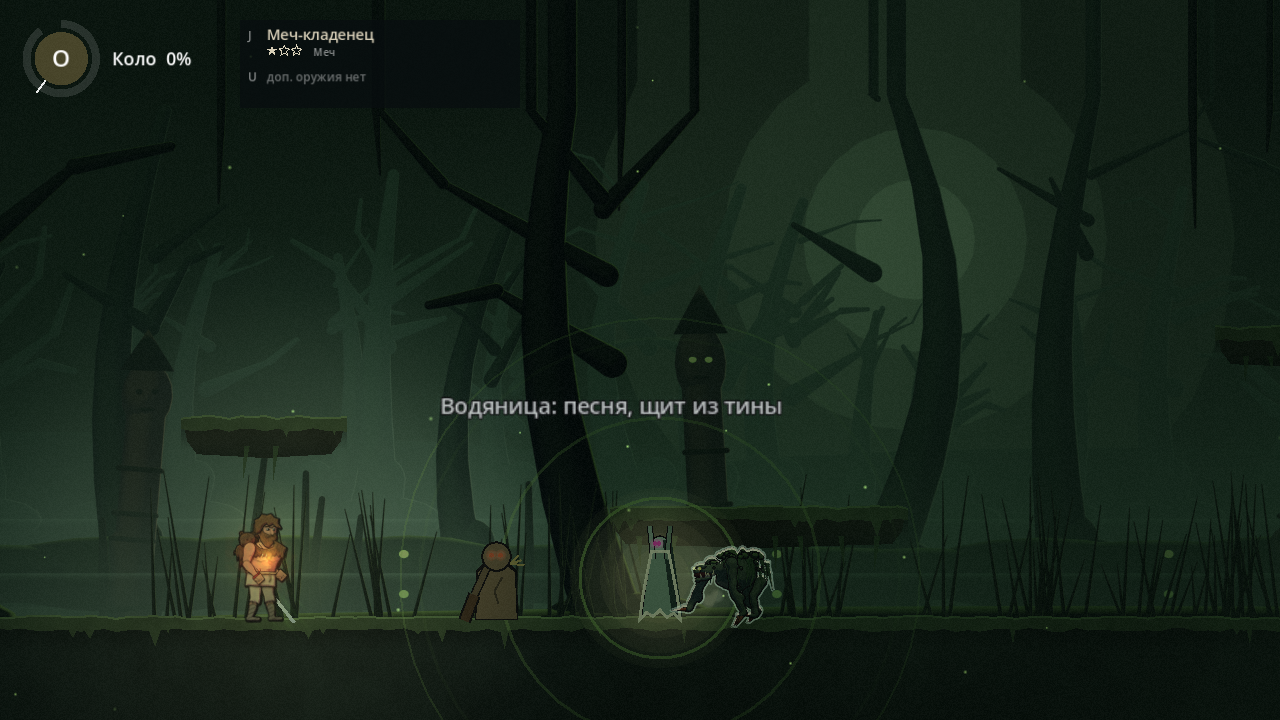 О
Коло 0%
J Меч-кладенец
★☆☆ Меч
U доп. оружия нет
Водяница: песня, щит из тины